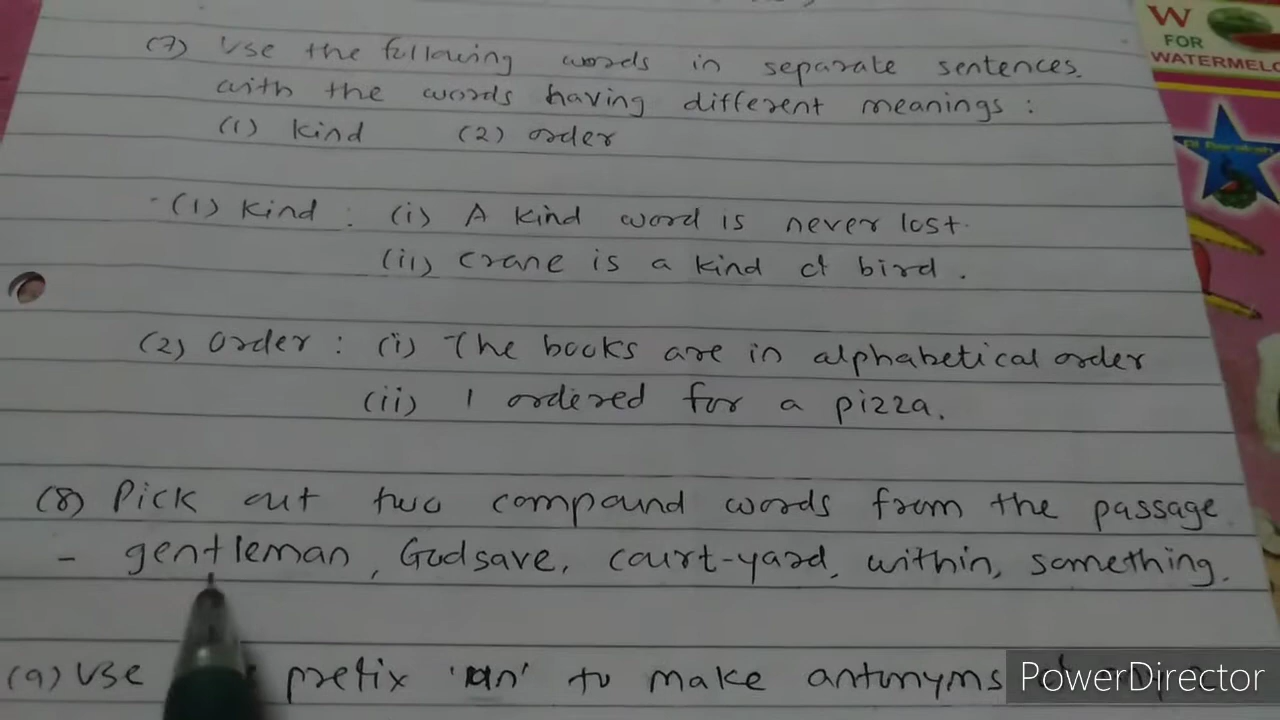 W
FOR
WATERMELO
(7) Use the following words in separate sentences.
with the words having different meanings :
(1) kind (2) order
(1) kind : (i) A kind word is never lost.
(ii) crane is a kind of bird .
(2) Order : (i) The books are in alphabetical order
(ii) I ordered for a pizza.
(8) Pick out two compound words from the passage
- gentleman, Godsave, court-yard, within, something.
(9) Use prefix 'un' to make antonyms
PowerDirector